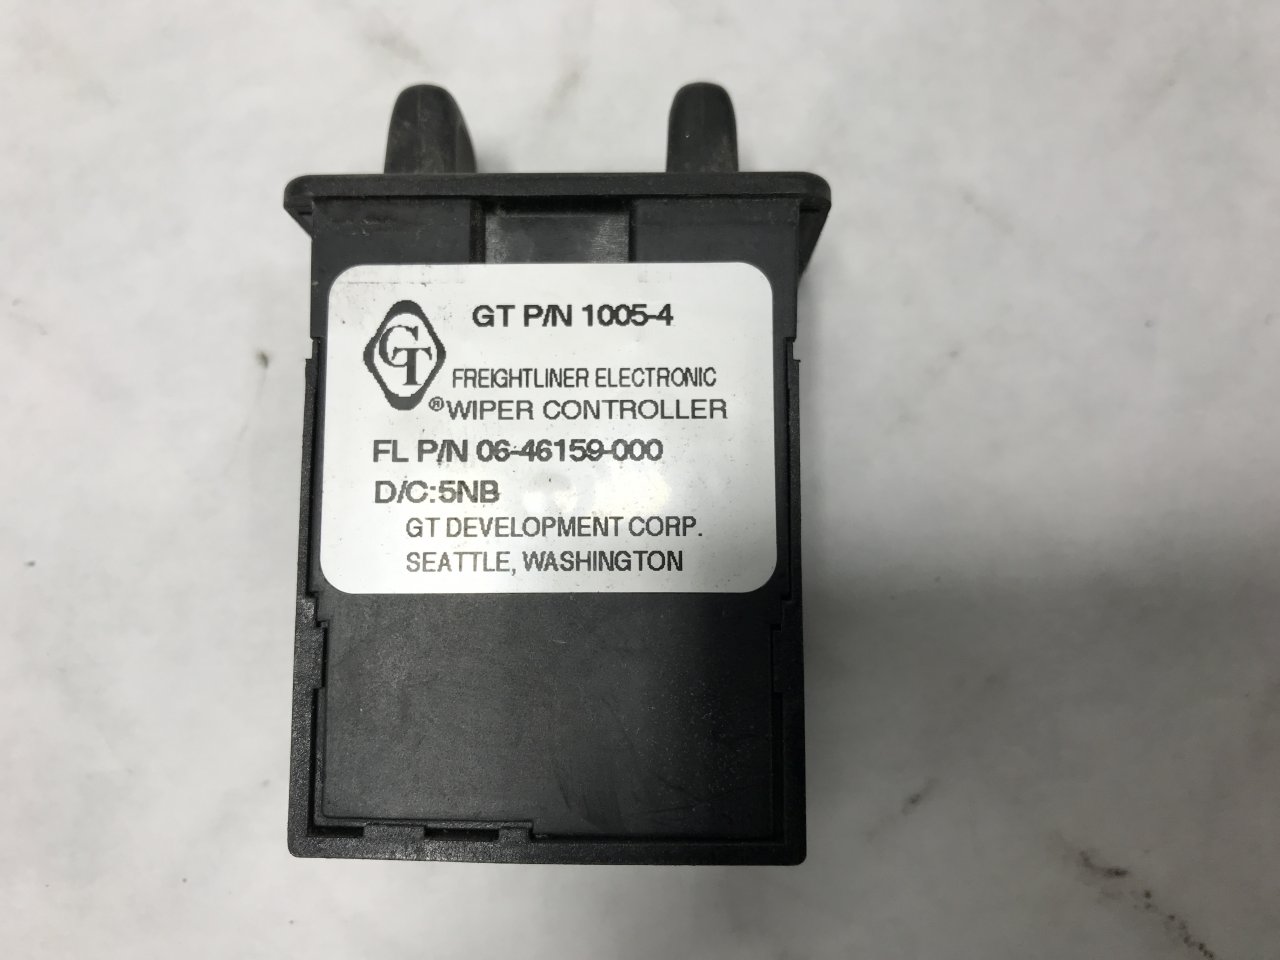 GT P/N 1005-4
GT
FREIGHTLINER ELECTRONIC
®WIPER CONTROLLER
FL P/N 06-46159-000
D/C:5NB
GT DEVELOPMENT CORP.
SEATTLE, WASHINGTON